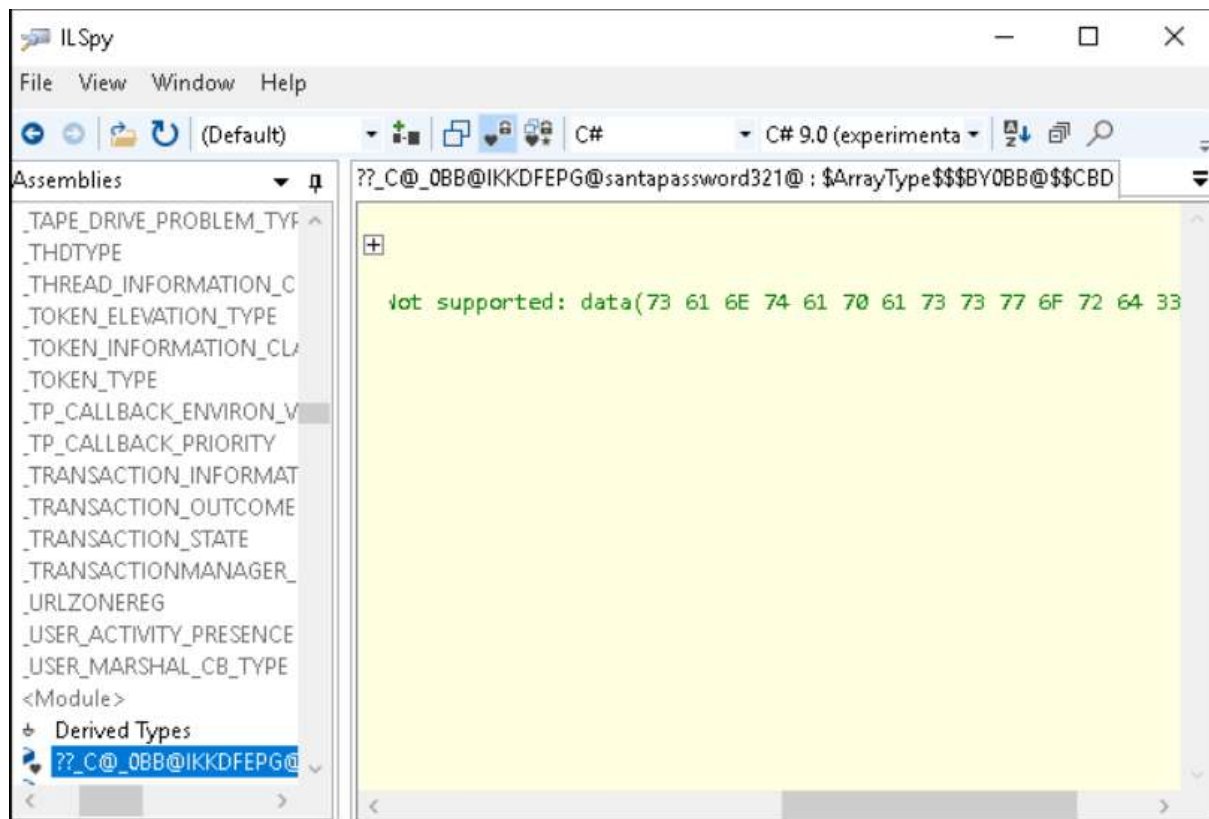 ILSpy
File View Window Help
(Default) C# C# 9.0 (experimenta
Assemblies
??_C@_0BB@IKKDFEPG@santapassword321@ : $ArrayType$$$BY0BB@$$CBD
_TAPE_DRIVE_PROBLEM_TYF
_THDTYPE
_THREAD_INFORMATION_C
_TOKEN_ELEVATION_TYPE
_TOKEN_INFORMATION_CL
_TOKEN_TYPE
_TP_CALLBACK_ENVIRON_V
_TP_CALLBACK_PRIORITY
_TRANSACTION_INFORMAT
_TRANSACTION_OUTCOME
_TRANSACTION_STATE
_TRANSACTIONMANAGER_
_URLZONEREG
_USER_ACTIVITY_PRESENCE
_USER_MARSHAL_CB_TYPE
<Module>
Derived Types
??_C@_0BB@IKKDFEPG@
Not supported: data(73 61 6E 74 61 70 61 73 73 77 6F 72 64 33